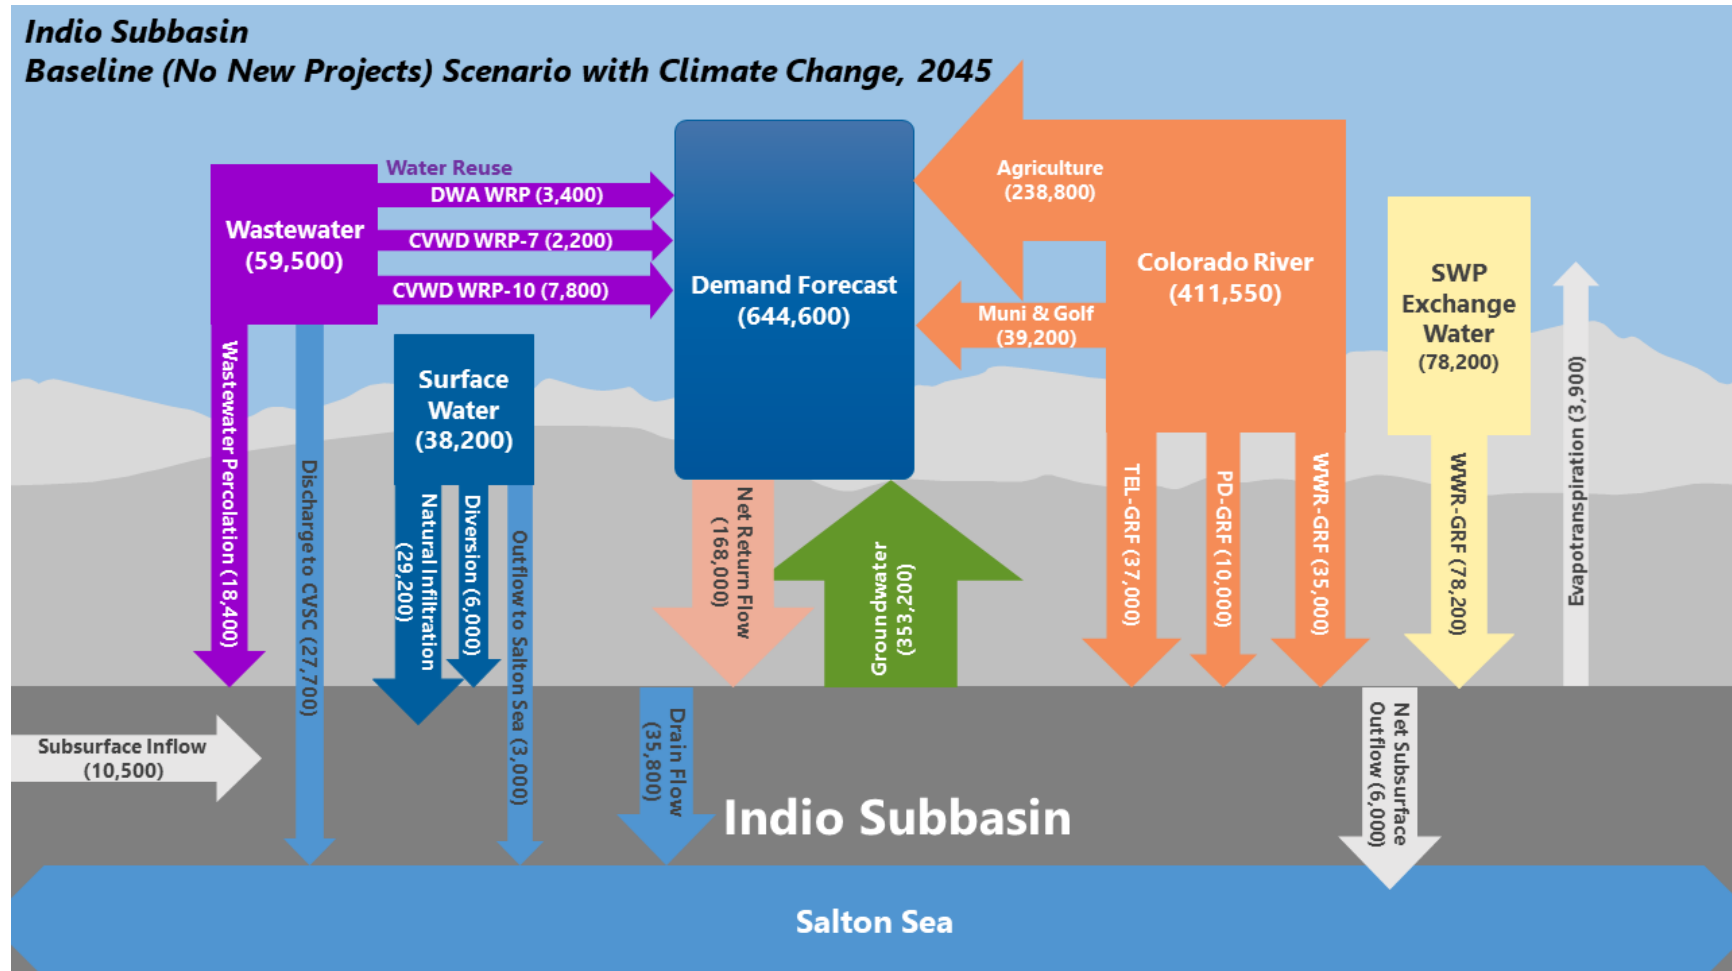 Indio Subbasin
Baseline (No New Projects) Scenario with Climate Change, 2045
Water Reuse
DWA WRP (3,400)
CVWD WRP-7 (2,200)
CVWD WRP-10 (7,800)
Wastewater
(59,500)
Wastewater Percolation (18,400)
Discharge to CVSC (27,700)
Surface
Water
(38,200)
Natural Infiltration
(29,200)
Diversion (6,000)
Outflow to Salton Sea (3,000)
Demand Forecast
(644,600)
Net Return Flow
(168,000)
Groundwater
(353,200)
Agriculture
(238,800)
Muni & Golf
(39,200)
Colorado River
(411,550)
TEL-GRF (37,000)
PD-GRF (10,000)
WWR-GRF (35,000)
SWP
Exchange
Water
(78,200)
WWR-GRF (78,200)
Evapotranspiration (3,900)
Subsurface Inflow
(10,500)
Drain Flow
(35,800)
Indio Subbasin
Net Subsurface
Outflow (6,000)
Salton Sea